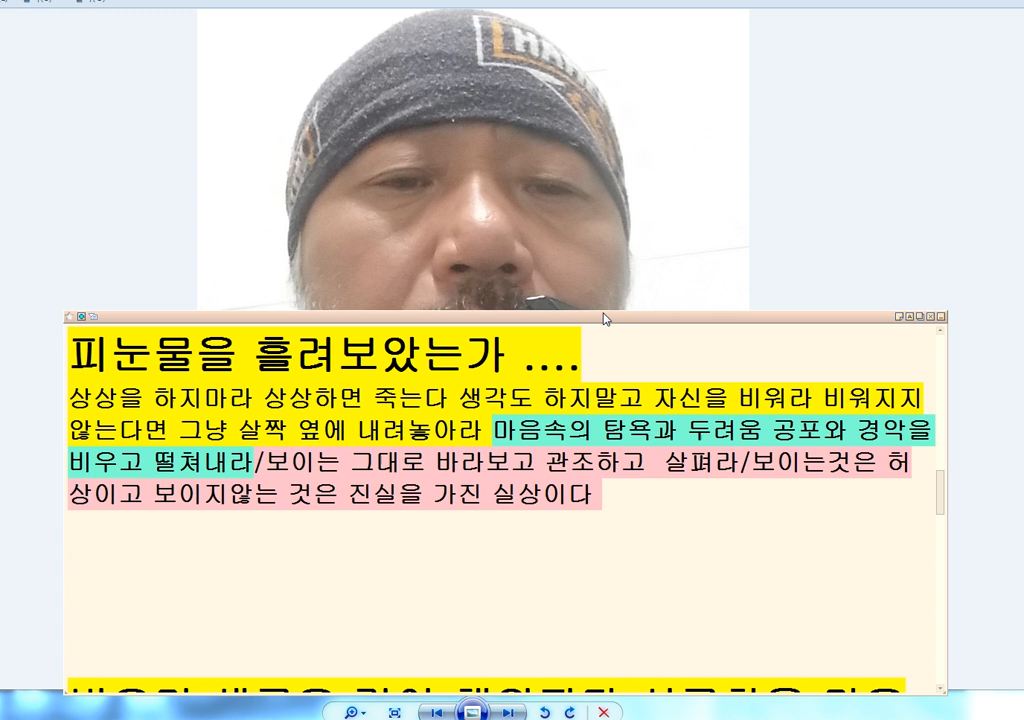 피눈물을 흘려보았는가 ....
상상을 하지마라 상상하면 죽는다 생각도 하지말고 자신을 비워라 비워지지
않는다면 그냥 살짝 옆에 내려놓아라 마음속의 탐욕과 두려움 공포와 경악을
비우고 떨쳐내라/보이는 그대로 바라보고 관조하고  살펴라/보이는것은 허
상이고 보이지않는 것은 진실을 가진 실상이다